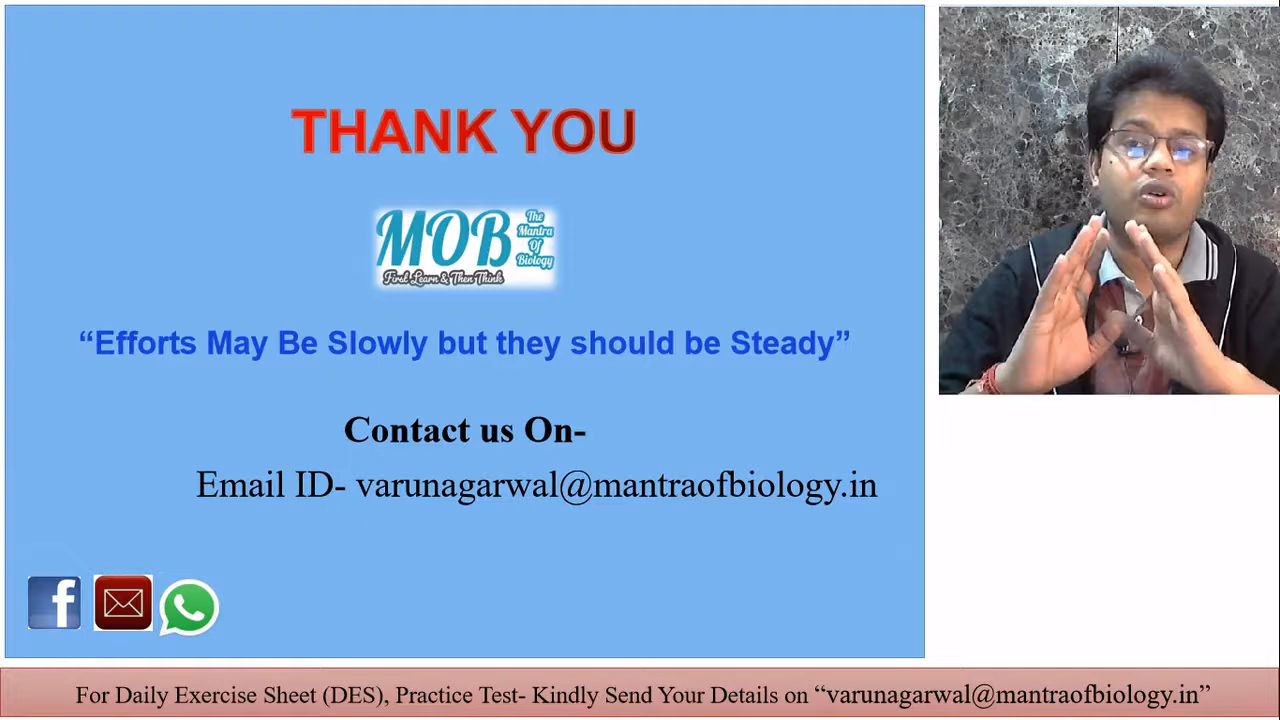 THANK YOU
MOB
The
Mantra
Of
Biology
First Learn & Then Think
“Efforts May Be Slowly but they should be Steady”
Contact us On-
Email ID- varunagarwal@mantraofbiology.in
For Daily Exercise Sheet (DES), Practice Test- Kindly Send Your Details on “varunagarwal@mantraofbiology.in”